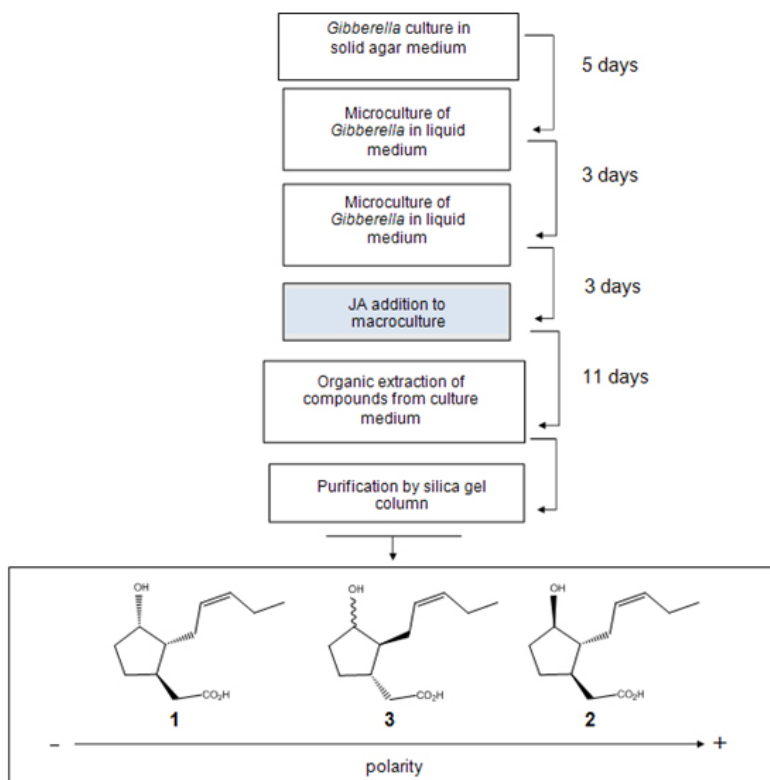 Gibberella culture in
solid agar medium
5 days
Microculture of
Gibberella in liquid
medium
3 days
Microculture of
Gibberella in liquid
medium
3 days
JA addition to
macroculture
11 days
Organic extraction of
compounds from culture
medium
Purification by silica gel
column
OH
CO2H
1
OH
CO2H
3
OH
CO2H
2
− +
polarity